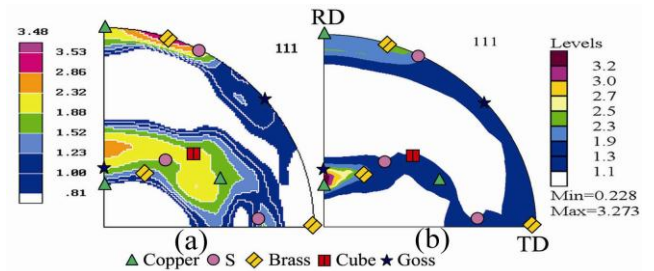 RD
3.48
3.53
2.86
2.32
1.88
1.52
1.23
1.00
.81
111
(a)
111
(b)
TD
Levels
3.2
3.0
2.7
2.5
2.3
1.9
1.3
1.1
Min=0.228
Max=3.273
Copper S Brass Cube Goss